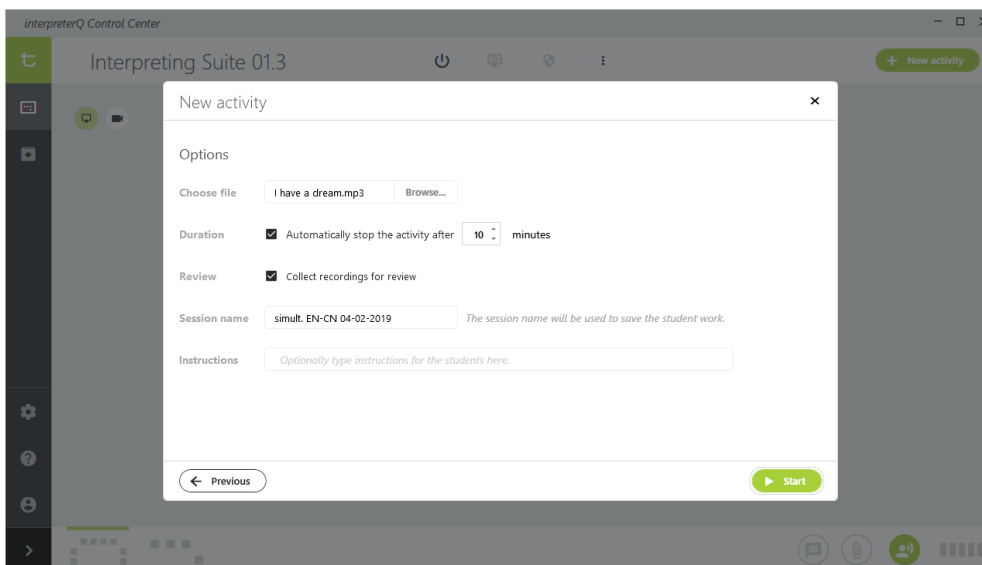 interpreterQ Control Center
Interpreting Suite 01.3
+ New activity
New activity
Options
Choose file I have a dream.mp3 Browse...
Duration Automatically stop the activity after 10 minutes
Review Collect recordings for review
Session name simult. EN-CN 04-02-2019 The session name will be used to save the student work.
Instructions Optionally type instructions for the students here.
Previous
Start